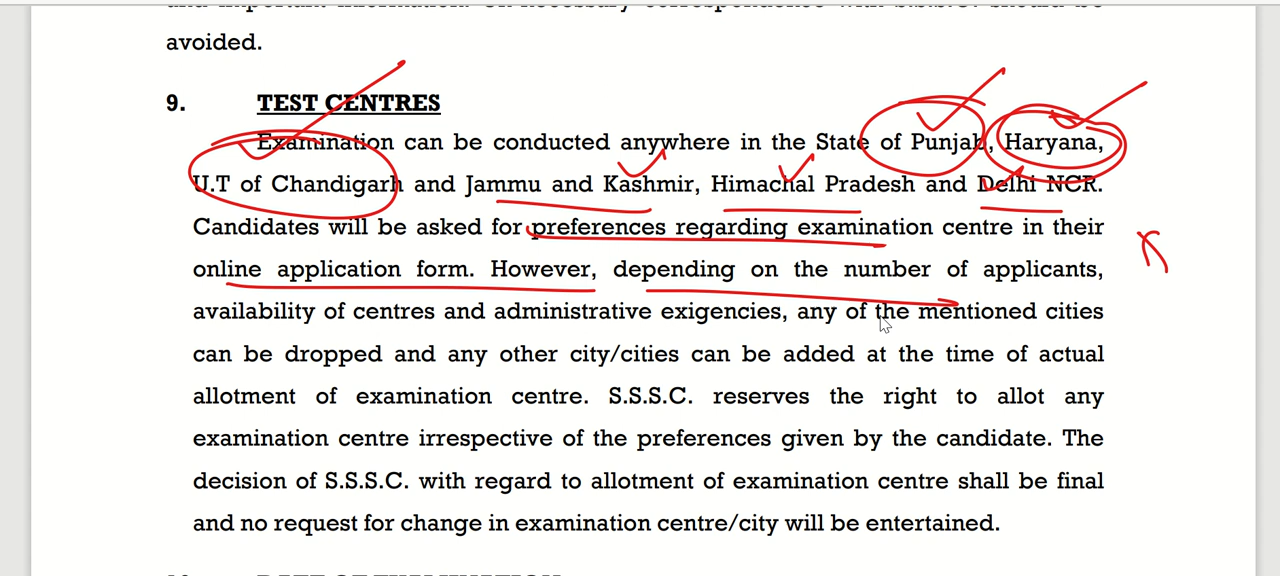 avoided.
9. TEST CENTRES
Examination can be conducted anywhere in the State of Punjab, Haryana,
U.T of Chandigarh and Jammu and Kashmir, Himachal Pradesh and Delhi NCR.
Candidates will be asked for preferences regarding examination centre in their
online application form. However, depending on the number of applicants,
availability of centres and administrative exigencies, any of the mentioned cities
can be dropped and any other city/cities can be added at the time of actual
allotment of examination centre. S.S.S.C. reserves the right to allot any
examination centre irrespective of the preferences given by the candidate. The
decision of S.S.S.C. with regard to allotment of examination centre shall be final
and no request for change in examination centre/city will be entertained.